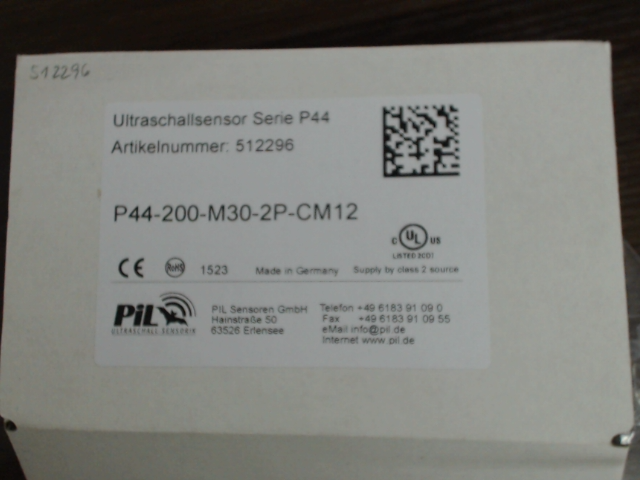 512296
Ultraschallsensor Serie P44
Artikelnummer: 512296
P44-200-M30-2P-CM12
C UL US
LISTED
CE RoHS 1523 Made in Germany Supply by class 2 source
PiL
ULTRASCHALL SENSORIK
PIL Sensoren GmbH
Hainstraße 50
63526 Erlensee
Telefon +49 6183 91 09 0
Fax +49 6183 91 09 55
eMail info@pil.de
Internet www.pil.de